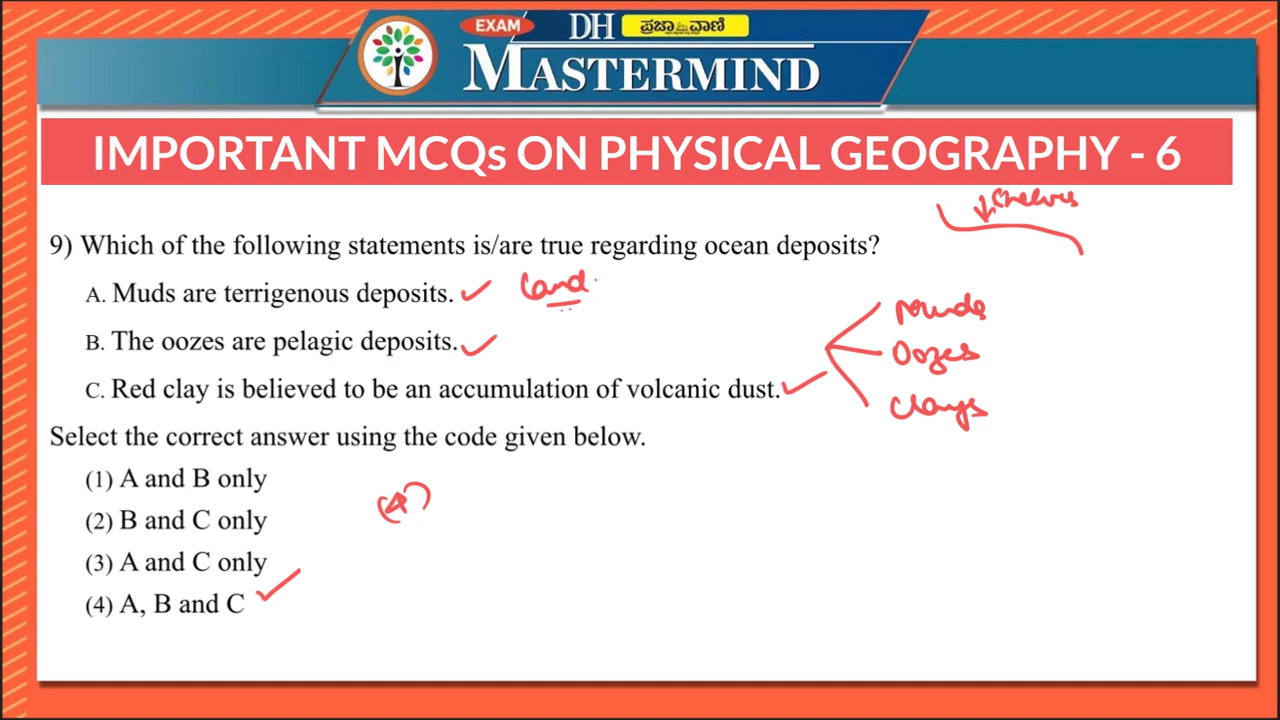 EXAM DH ಪ್ರಜಾವಾಣಿ
MASTERMIND
IMPORTANT MCQs ON PHYSICAL GEOGRAPHY - 6
Shelves
9) Which of the following statements is/are true regarding ocean deposits?
A. Muds are terrigenous deposits. Land
B. The oozes are pelagic deposits.
C. Red clay is believed to be an accumulation of volcanic dust.
Muds
Oozes
Clays
Select the correct answer using the code given below.
(1) A and B only
(4)
(2) B and C only
(3) A and C only
(4) A, B and C